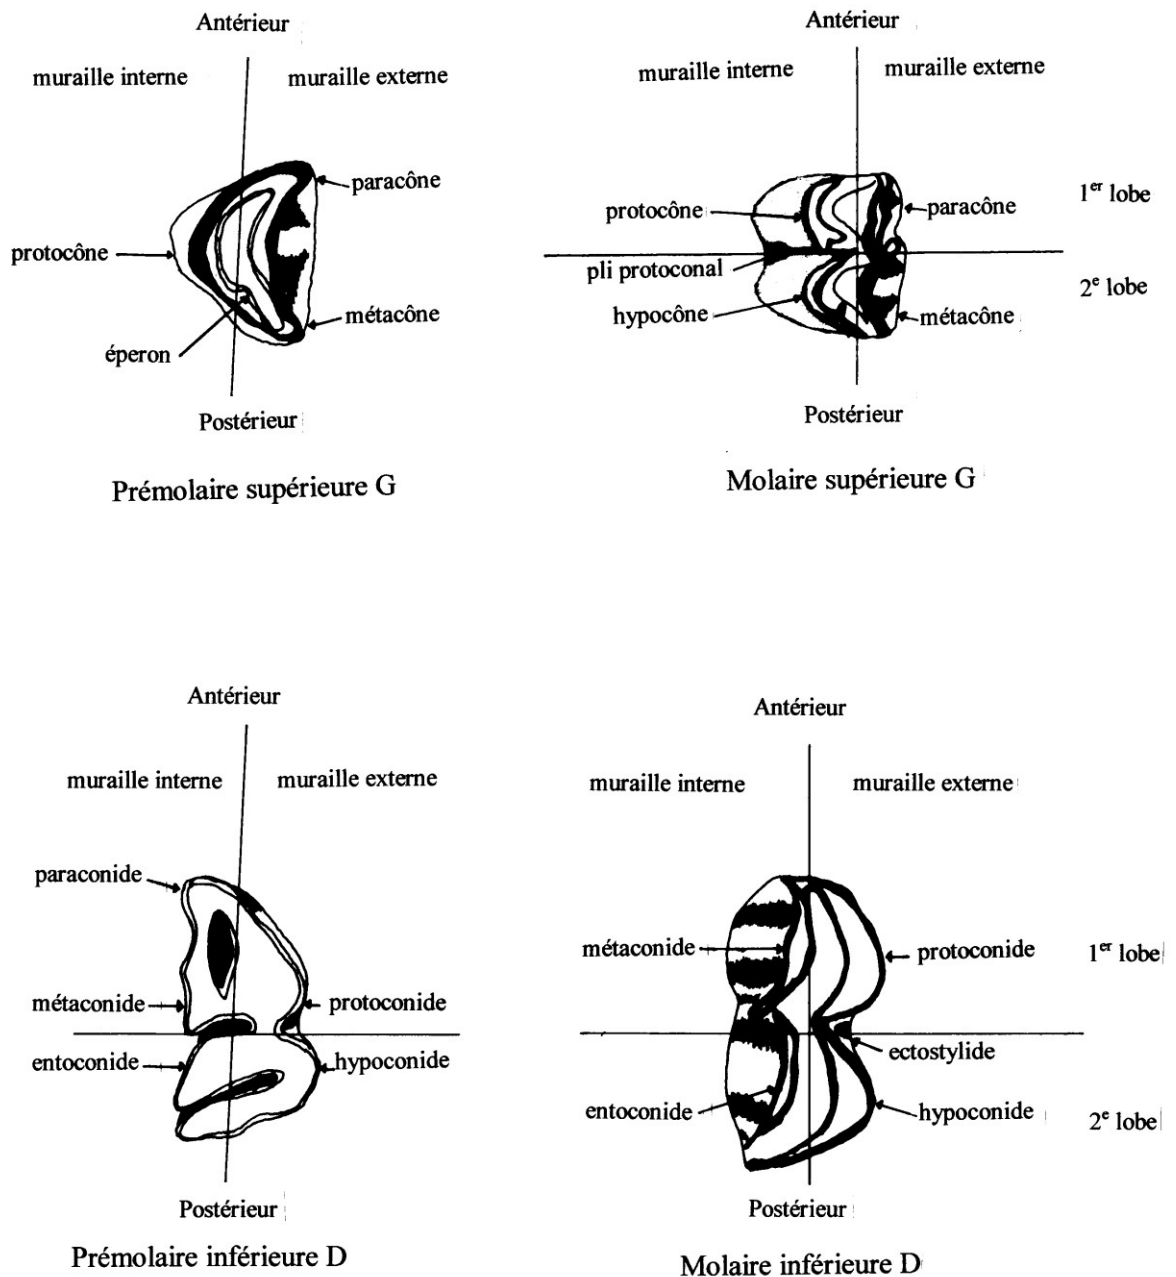 Antérieur
muraille interne
muraille externe
paracône
protocône
métacône
éperon
Postérieur
Prémolaire supérieure G
Antérieur
muraille interne
muraille externe
protocône
paracône
1er lobe
pli protoconal
hypocône
métacône
2e lobe
Postérieur
Molaire supérieure G
Antérieur
muraille interne
muraille externe
paraconide
métaconide
protoconide
entoconide
hypoconide
Postérieur
Prémolaire inférieure D
Antérieur
muraille interne
muraille externe
métaconide
protoconide
1er lobe
ectostylide
entoconide
hypoconide
2e lobe
Postérieur
Molaire inférieure D